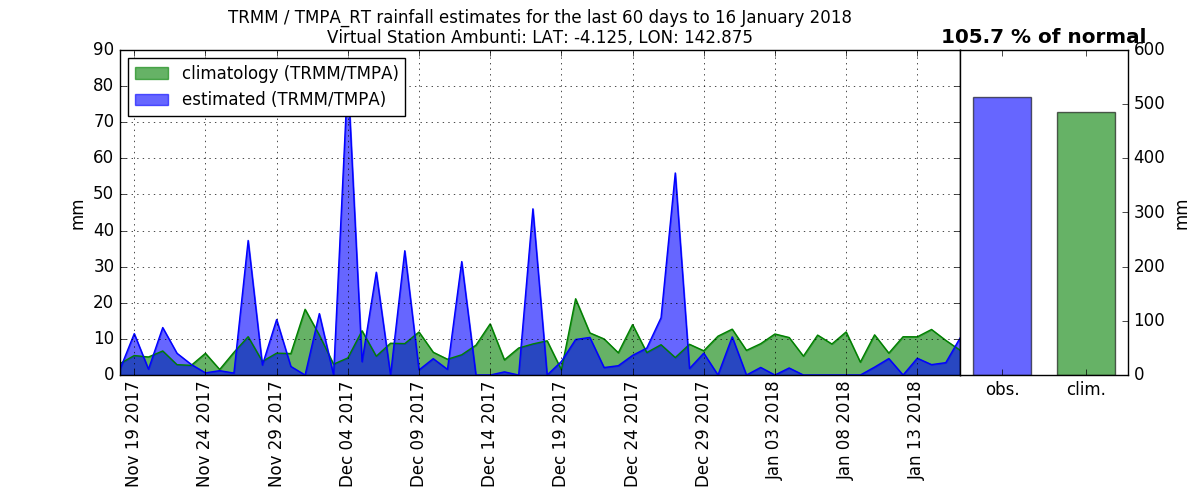 TRMM / TMPA_RT rainfall estimates for the last 60 days to 16 January 2018
Virtual Station Ambunti: LAT: -4.125, LON: 142.875
105.7 % of normal
climatology (TRMM/TMPA)
estimated (TRMM/TMPA)
90
80
70
60
50
40
30
20
10
0
mm
600
500
400
300
200
100
0
mm
Nov 19 2017
Nov 24 2017
Nov 29 2017
Dec 04 2017
Dec 09 2017
Dec 14 2017
Dec 19 2017
Dec 24 2017
Dec 29 2017
Jan 03 2018
Jan 08 2018
Jan 13 2018
obs.
clim.